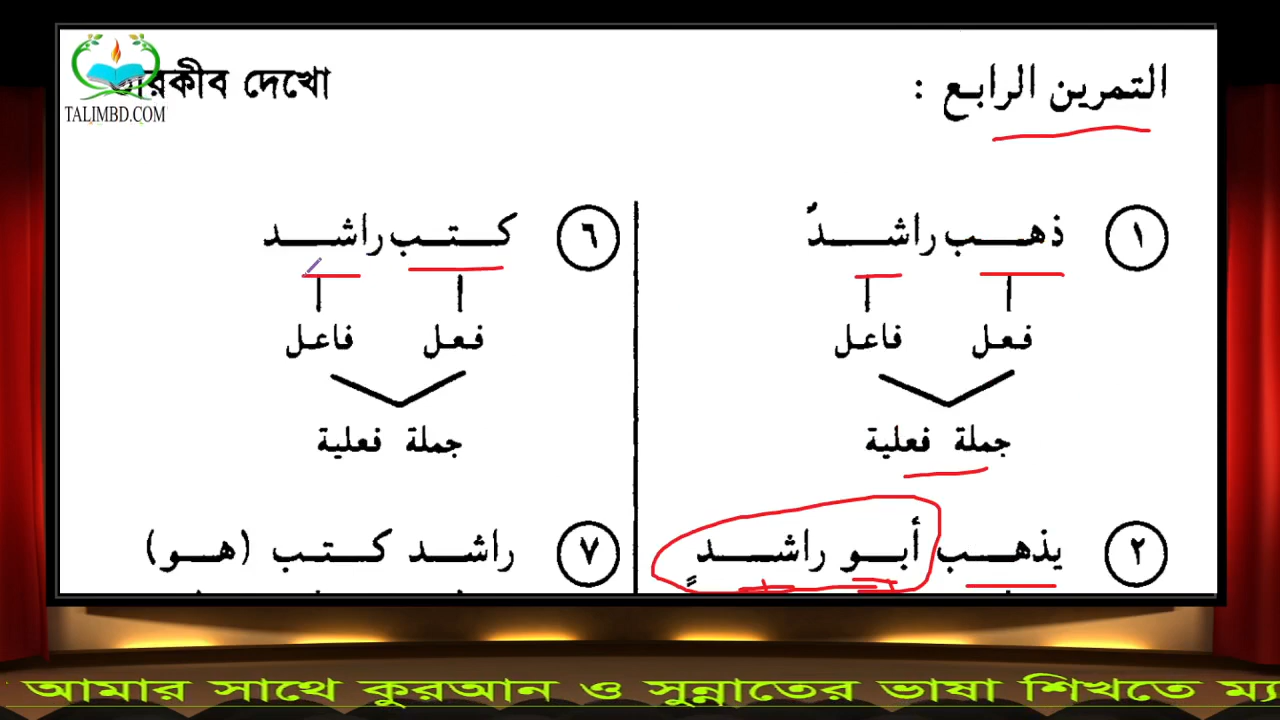 التمرين الرابع :
তারকীব দেখো
TALIMBD.COM
١ ذهب راشدٌ
فعل فاعل
جملة فعلية
٢ يذهب أبو راشدٍ
٦ كتب راشد
فعل فاعل
جملة فعلية
٧ راشد كتب (هو)
আমার সাথে কুরআন ও সুন্নাতের ভাষা শিখতে